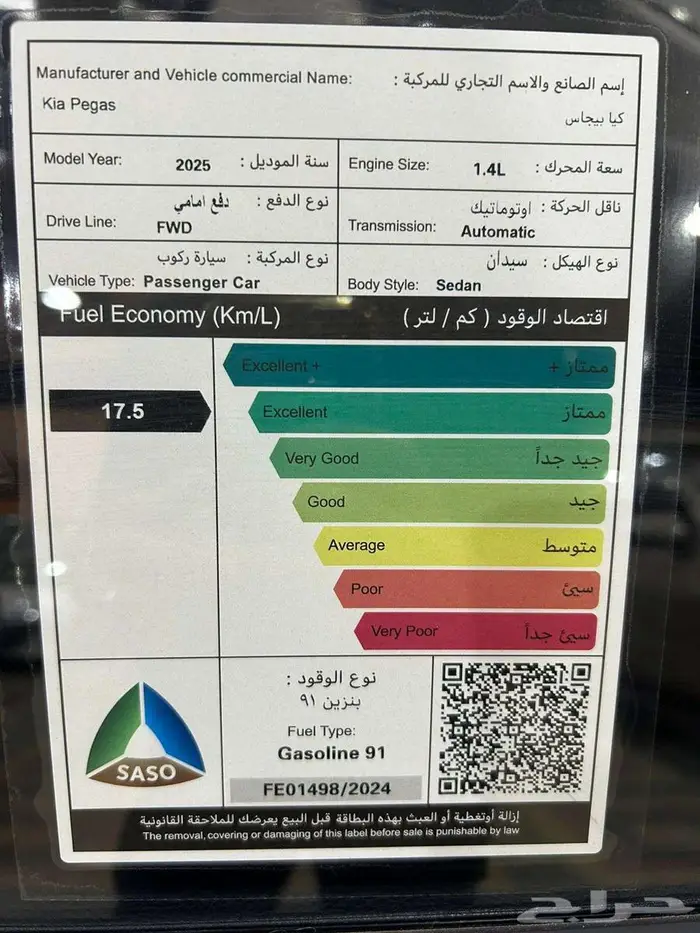 Manufacturer and Vehicle commercial Name: إسم الصانع والاسم التجاري للمركبة :
Kia Pegas كيا بيجاس
Model Year: 2025 سنة الموديل :
Engine Size: 1.4L سعة المحرك :
نوع الدفع : دفع امامي
Drive Line: FWD
ناقل الحركة : اوتوماتيك
Transmission: Automatic
نوع المركبة : سيارة ركوب
Vehicle Type: Passenger Car
نوع الهيكل : سيدان
Body Style: Sedan
Fuel Economy (Km/L) اقتصاد الوقود ( كم / لتر )
Excellent + ممتاز +
17.5
Excellent ممتاز
Very Good جيد جداً
Good جيد
Average متوسط
Poor سيئ
Very Poor سيئ جداً
نوع الوقود :
بنزين ٩١
Fuel Type:
Gasoline 91
FE01498/2024
SASO
إزالة أوتغطية أو العبث بهذه البطاقة قبل البيع يعرضك للملاحقة القانونية
The removal, covering or damaging of this label before sale is punishable by law
حراج